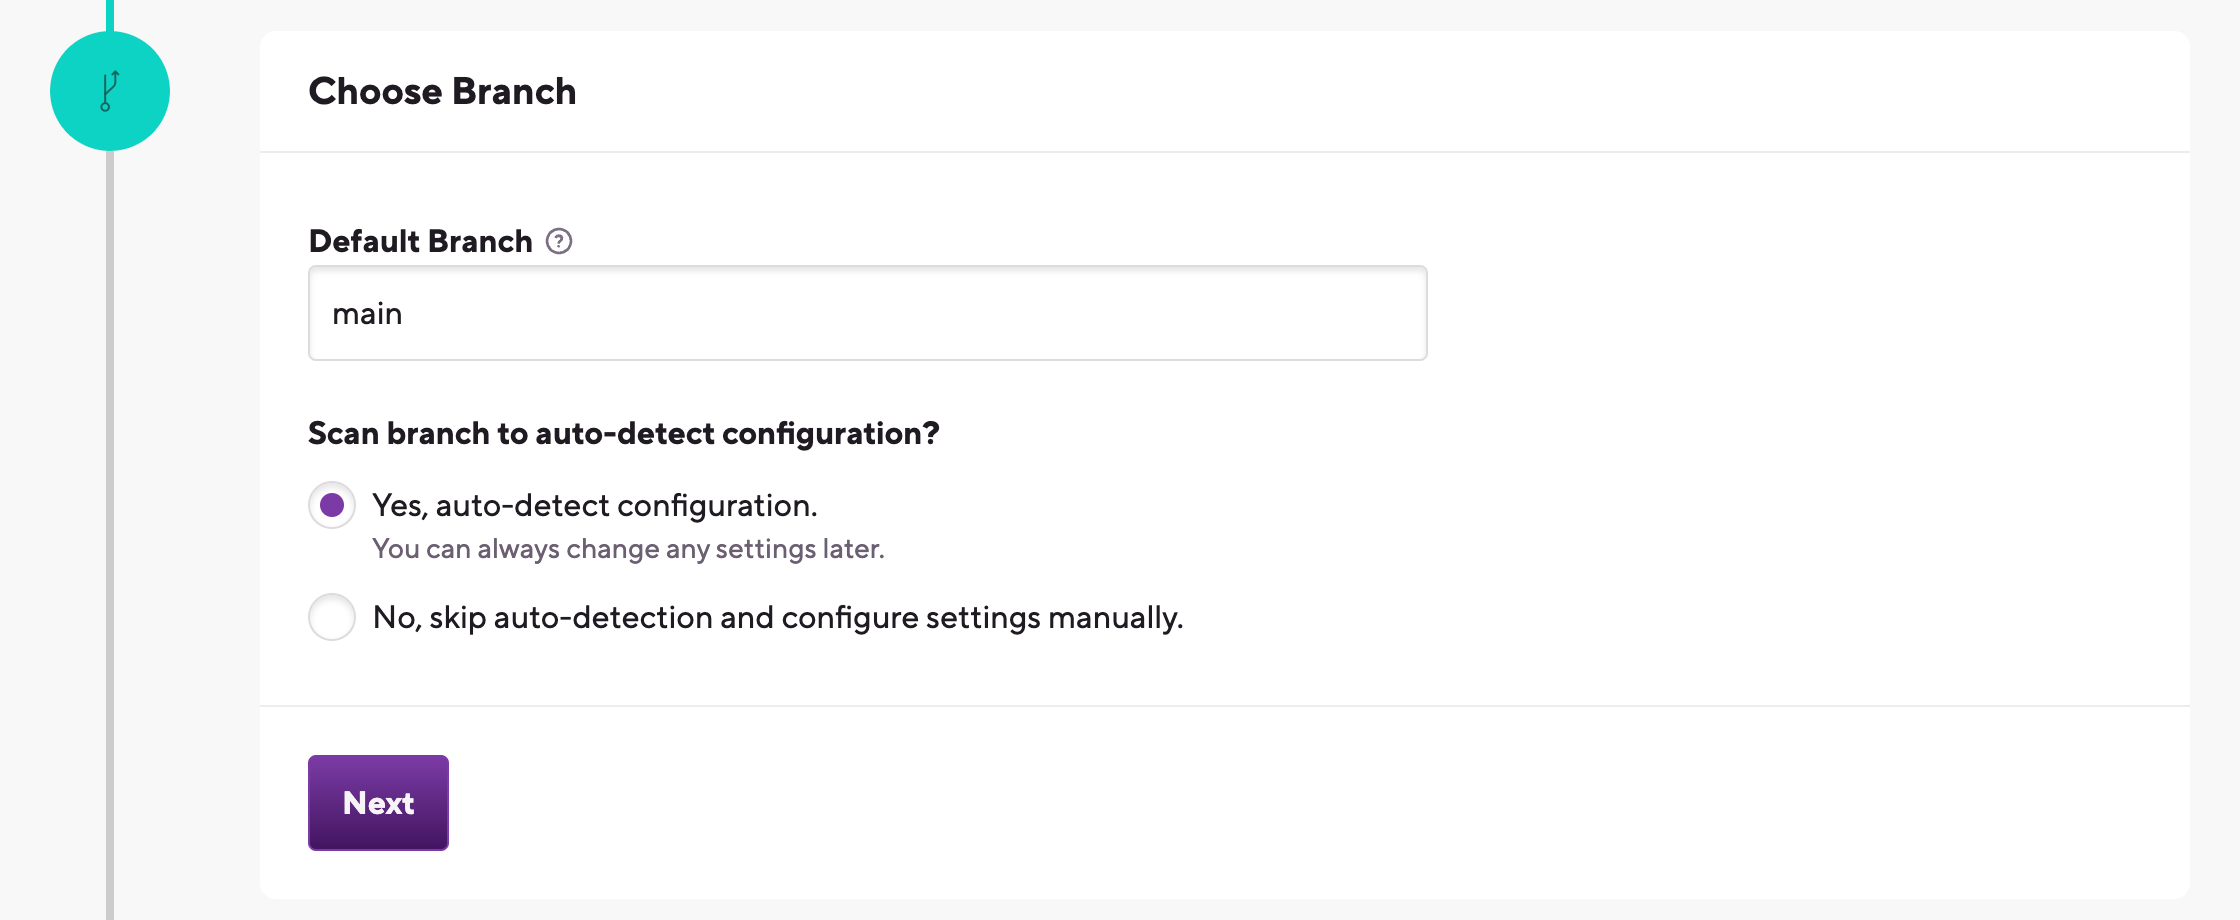 Choose Branch
Default Branch ?
main
Scan branch to auto-detect configuration?
Yes, auto-detect configuration.
You can always change any settings later.
No, skip auto-detection and configure settings manually.
Next